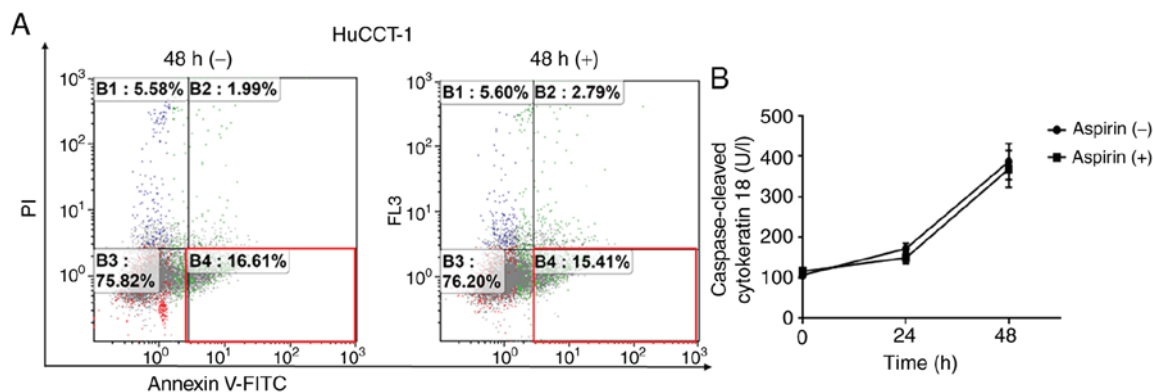 A
HuCCT-1
48 h (−)
48 h (+)
B1 : 5.58%
B2 : 1.99%
B3 :
75.82%
B4 : 16.61%
10³
10²
10¹
10⁰
10⁰
10¹
10²
10³
PI
B1 : 5.60%
B2 : 2.79%
B3 :
76.20%
B4 : 15.41%
10³
10²
10¹
10⁰
10⁰
10¹
10²
10³
FL3
Annexin V-FITC
B
Caspase-cleaved
cytokeratin 18 (U/l)
500
400
300
200
100
0
0
24
48
Time (h)
Aspirin (−)
Aspirin (+)